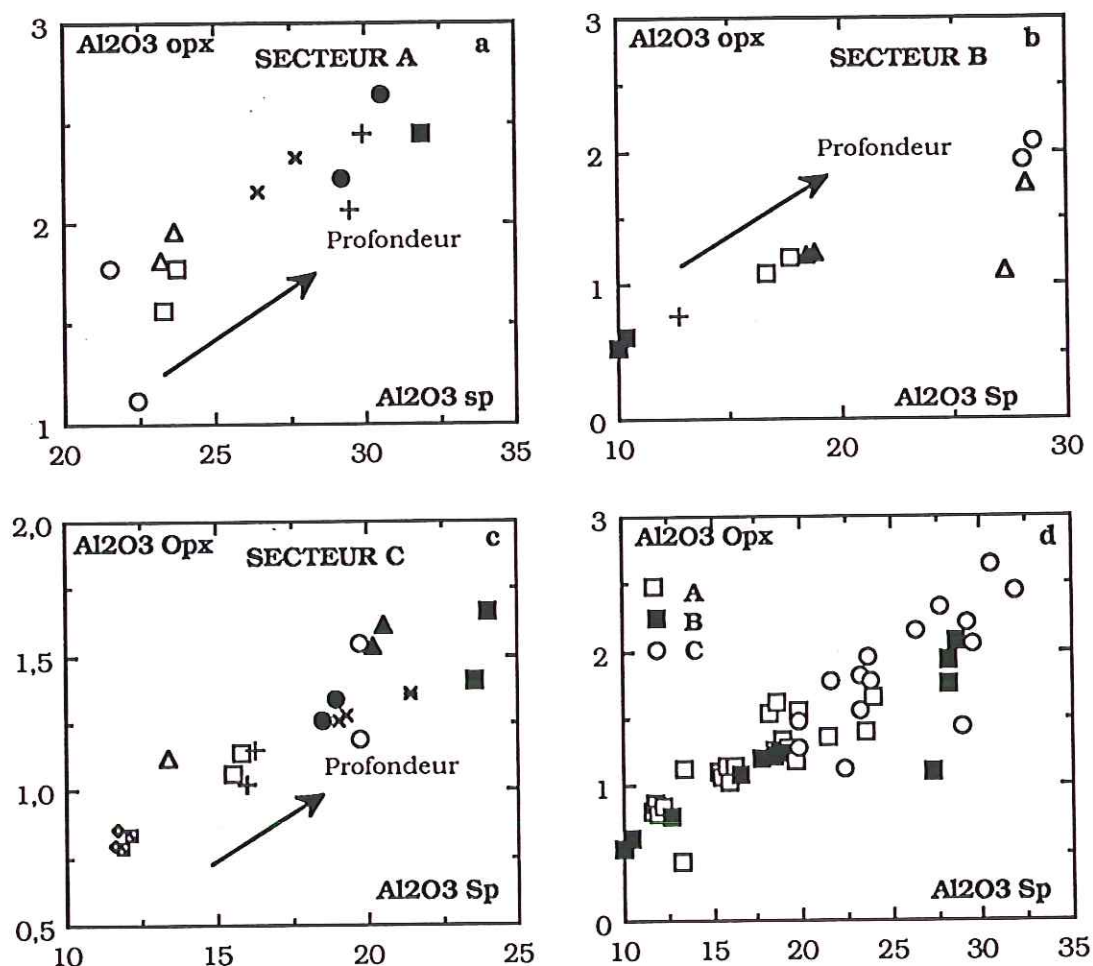 3
Al2O3 opx
a
SECTEUR A
2
Profondeur
Al2O3 sp
1
20 25 30 35
3
Al2O3 opx
b
SECTEUR B
2
Profondeur
1
Al2O3 Sp
0
10 20 30
2,0
Al2O3 Opx
c
SECTEUR C
1,5
Profondeur
1,0
Al2O3 Sp
0,5
10 15 20 25
3
Al2O3 Opx
d
A
B
2
C
1
Al2O3 Sp
0
10 15 20 25 30 35